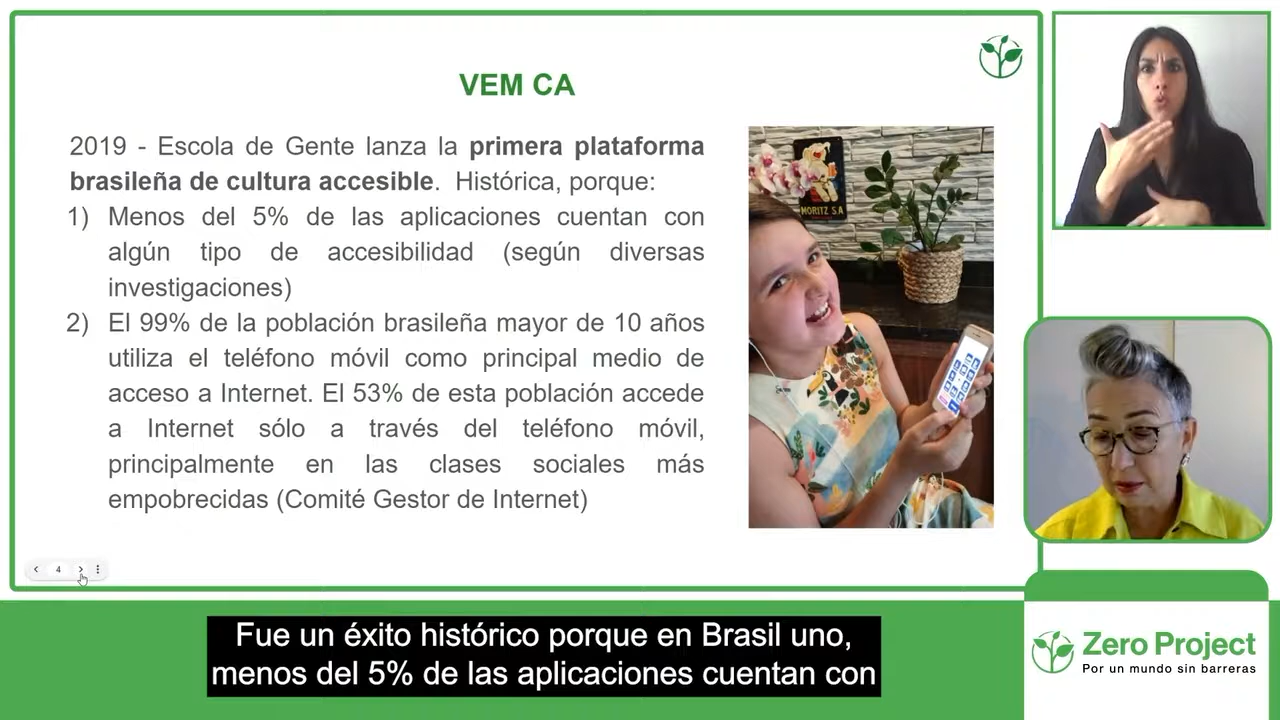 VEM CA
2019 - Escola de Gente lanza la primera plataforma
brasileña de cultura accesible. Histórica, porque:
1) Menos del 5% de las aplicaciones cuentan con
algún tipo de accesibilidad (según diversas
investigaciones)
2) El 99% de la población brasileña mayor de 10 años
utiliza el teléfono móvil como principal medio de
acceso a Internet. El 53% de esta población accede
a Internet sólo a través del teléfono móvil,
principalmente en las clases sociales más
empobrecidas (Comité Gestor de Internet)
MORITZ S.A
4
Fue un éxito histórico porque en Brasil uno,
menos del 5% de las aplicaciones cuentan con
Zero Project
Por un mundo sin barreras